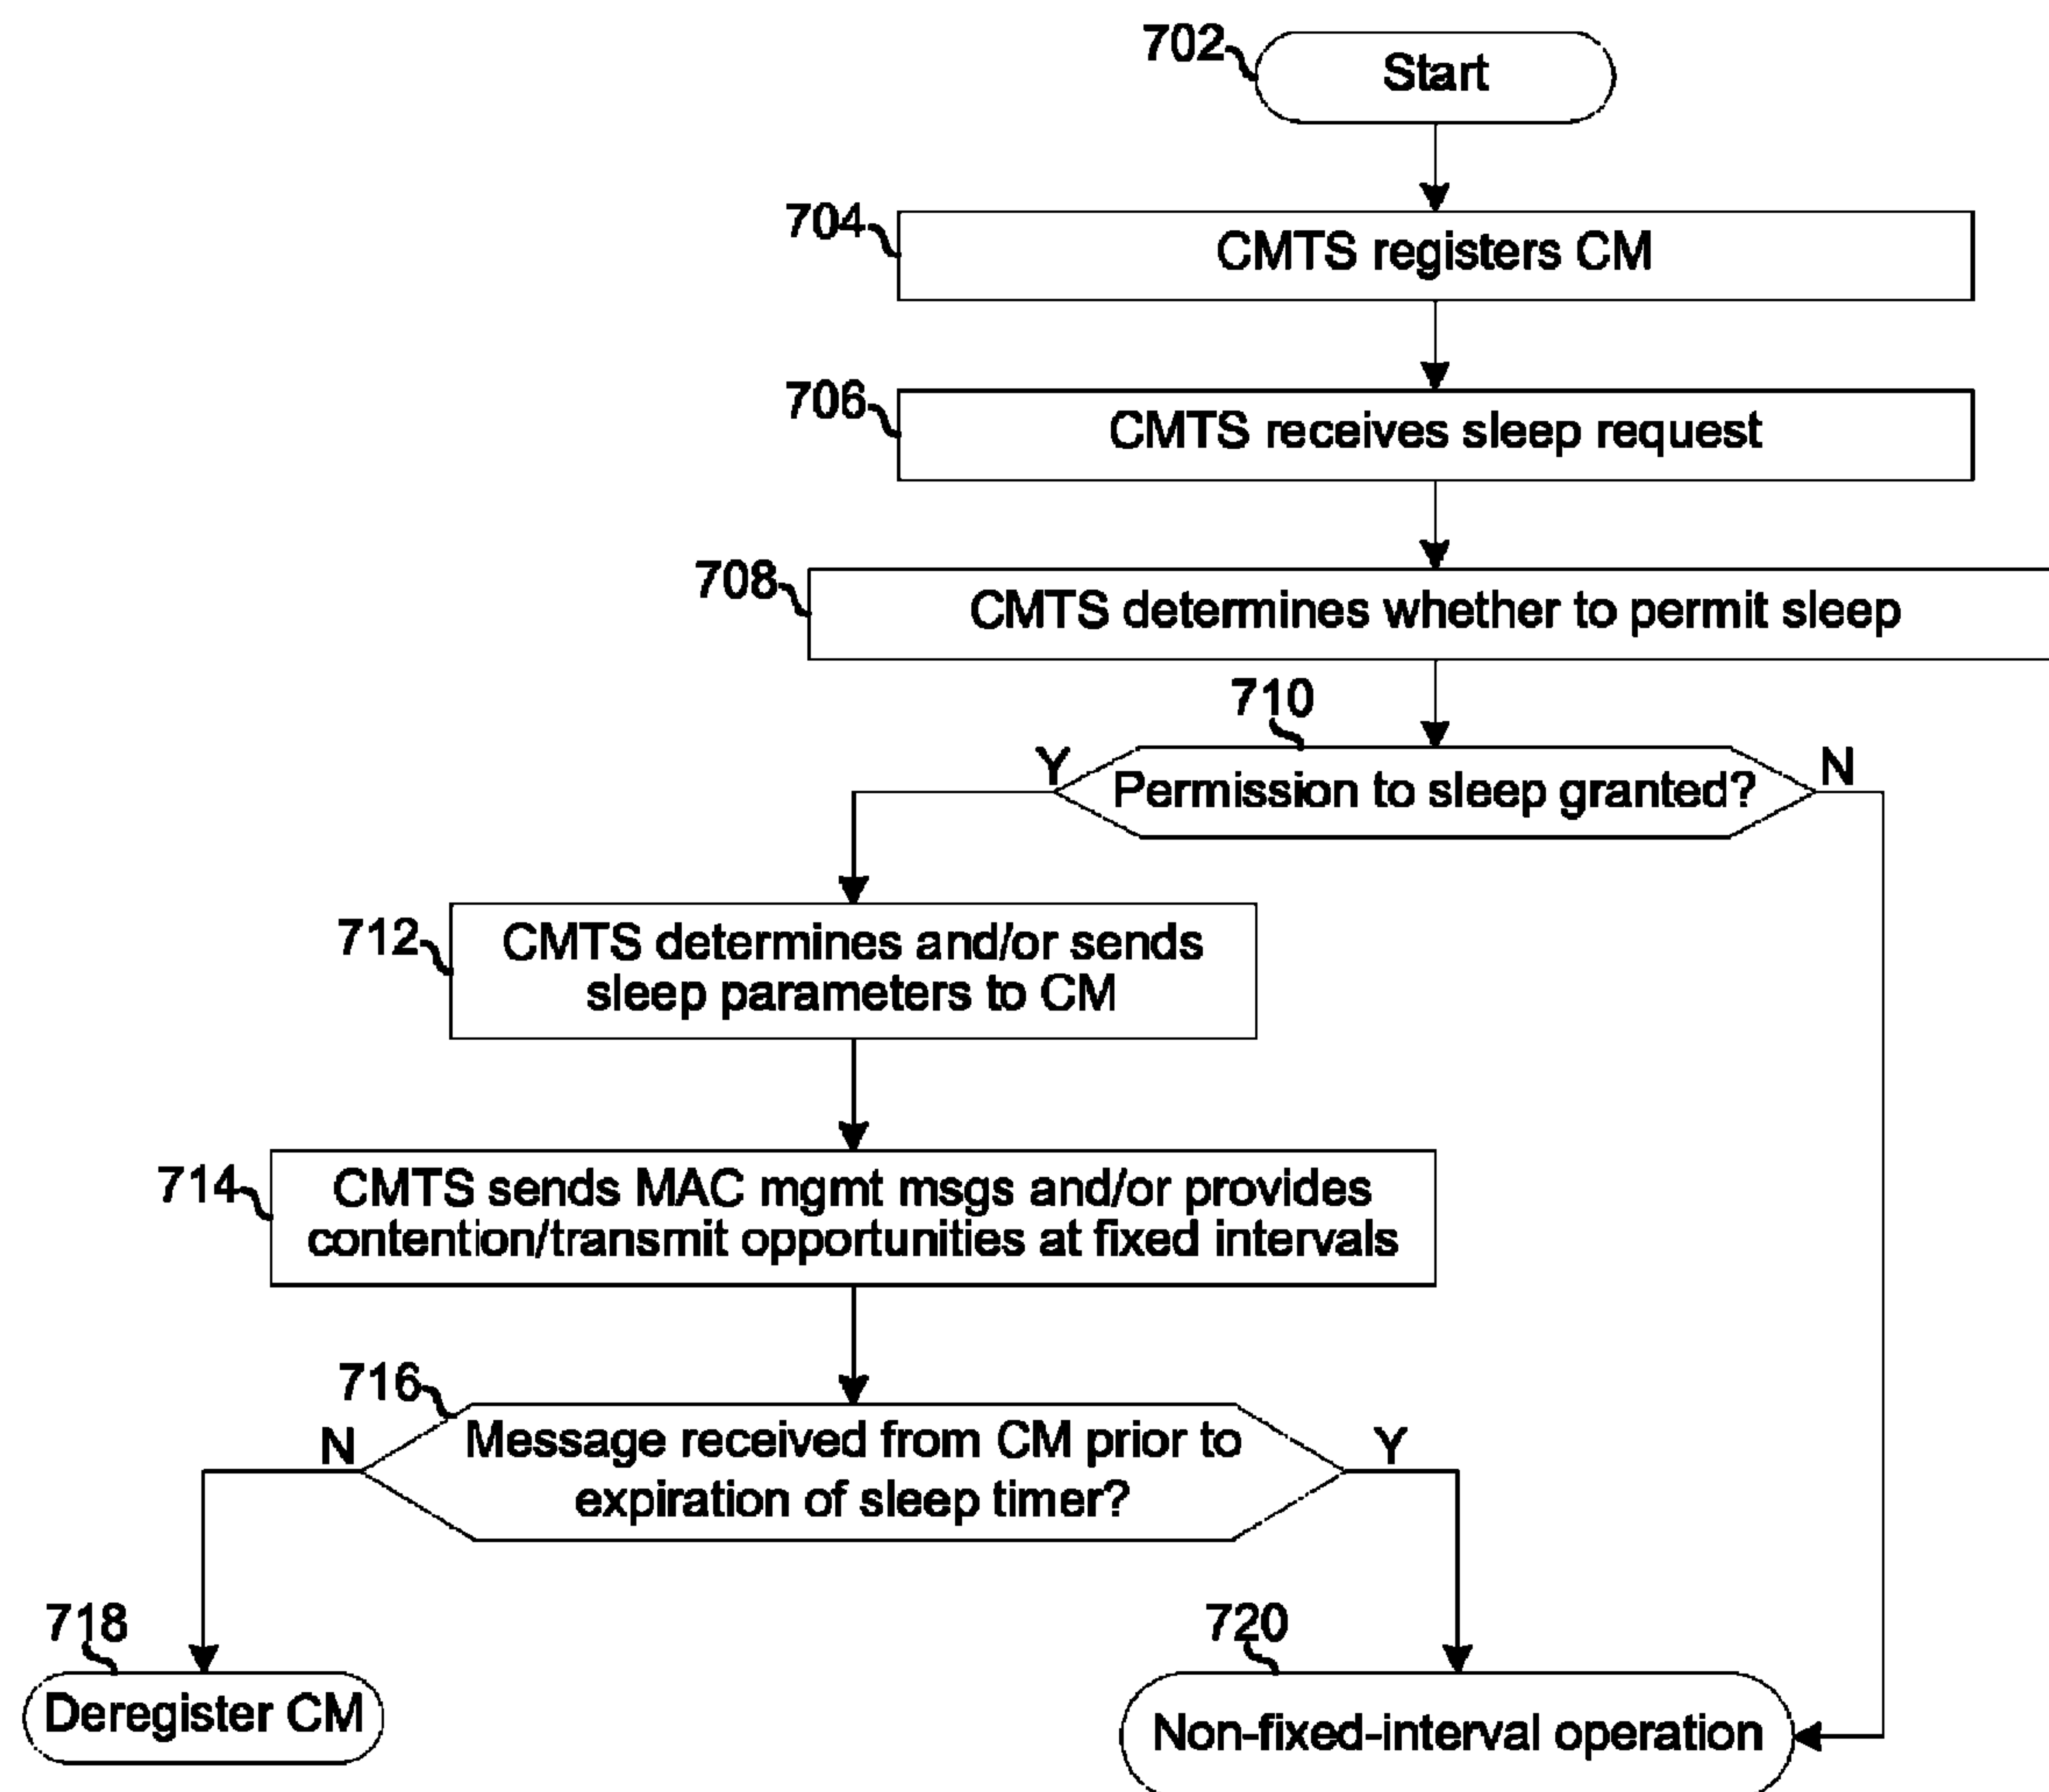 702
Start
704
CMTS registers CM
706
CMTS receives sleep request
708
CMTS determines whether to permit sleep
710
Y
Permission to sleep granted?
N
712
CMTS determines and/or sends
sleep parameters to CM
714
CMTS sends MAC mgmt msgs and/or provides
contention/transmit opportunities at fixed intervals
716
N
Message received from CM prior to
expiration of sleep timer?
Y
718
Deregister CM
720
Non-fixed-interval operation